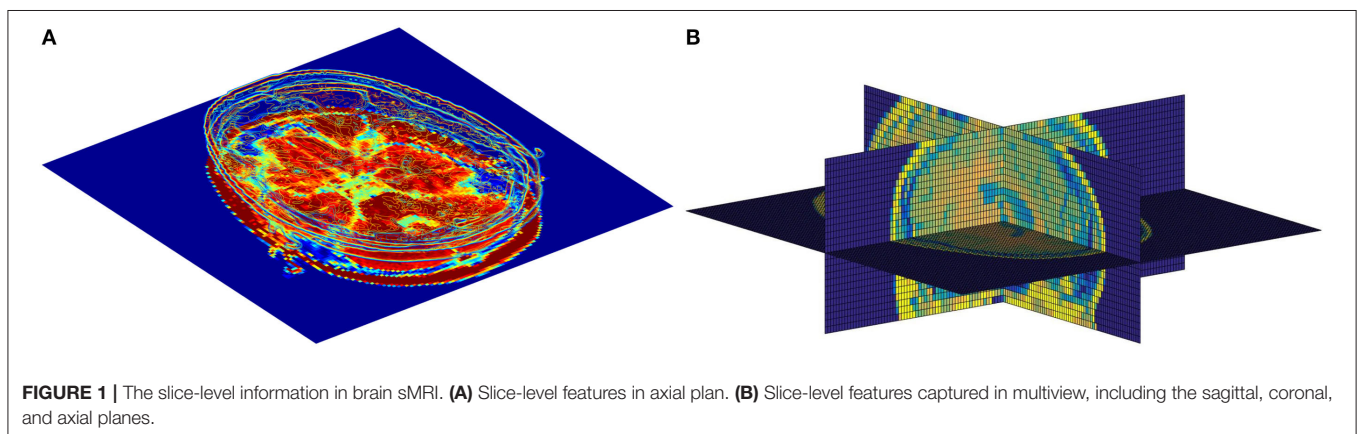 A
B
FIGURE 1 | The slice-level information in brain sMRI. (A) Slice-level features in axial plan. (B) Slice-level features captured in multiview, including the sagittal, coronal,
and axial planes.